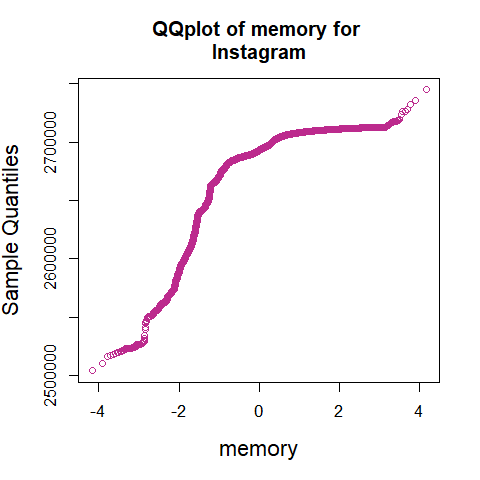 QQplot of memory for
Instagram
Sample Quantiles
2700000
2600000
2500000
-4
-2
0
2
4
memory